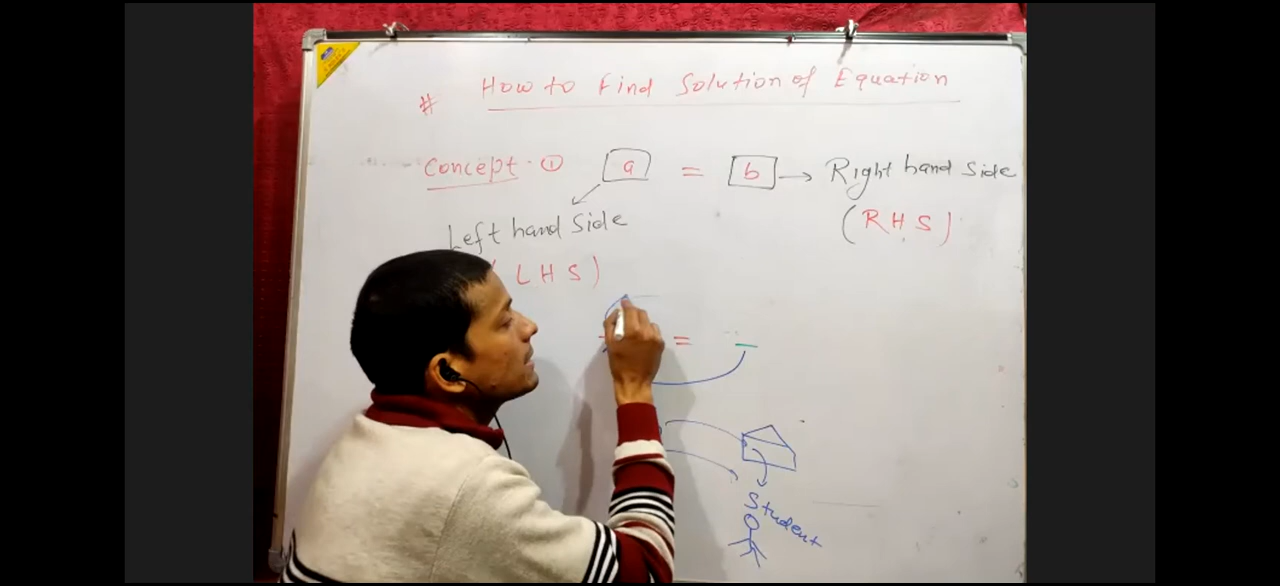 # How to Find Solution of Equation
Concept ① a = b → Right hand side
Left hand side
(RHS)
(LHS)
=
Student